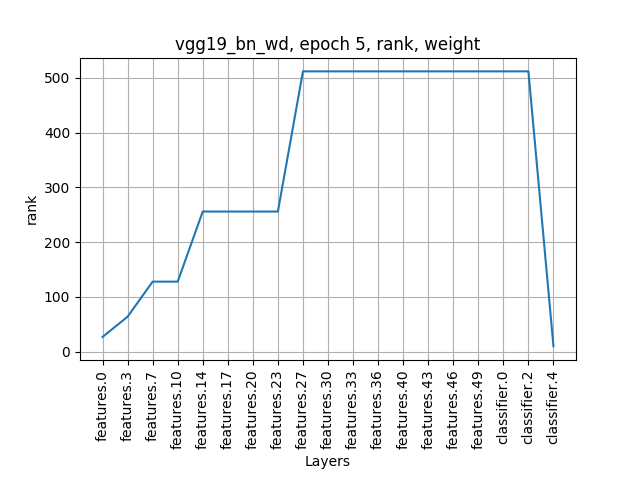 vgg19_bn_wd, epoch 5, rank, weight
500
400
300
200
100
0
rank
features.0
features.3
features.7
features.10
features.14
features.17
features.20
features.23
features.27
features.30
features.33
features.36
features.40
features.43
features.46
features.49
classifier.0
classifier.2
classifier.4
Layers